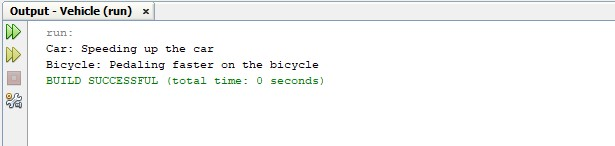 Output - Vehicle (run) ×
run:
Car: Speeding up the car
Bicycle: Pedaling faster on the bicycle
BUILD SUCCESSFUL (total time: 0 seconds)